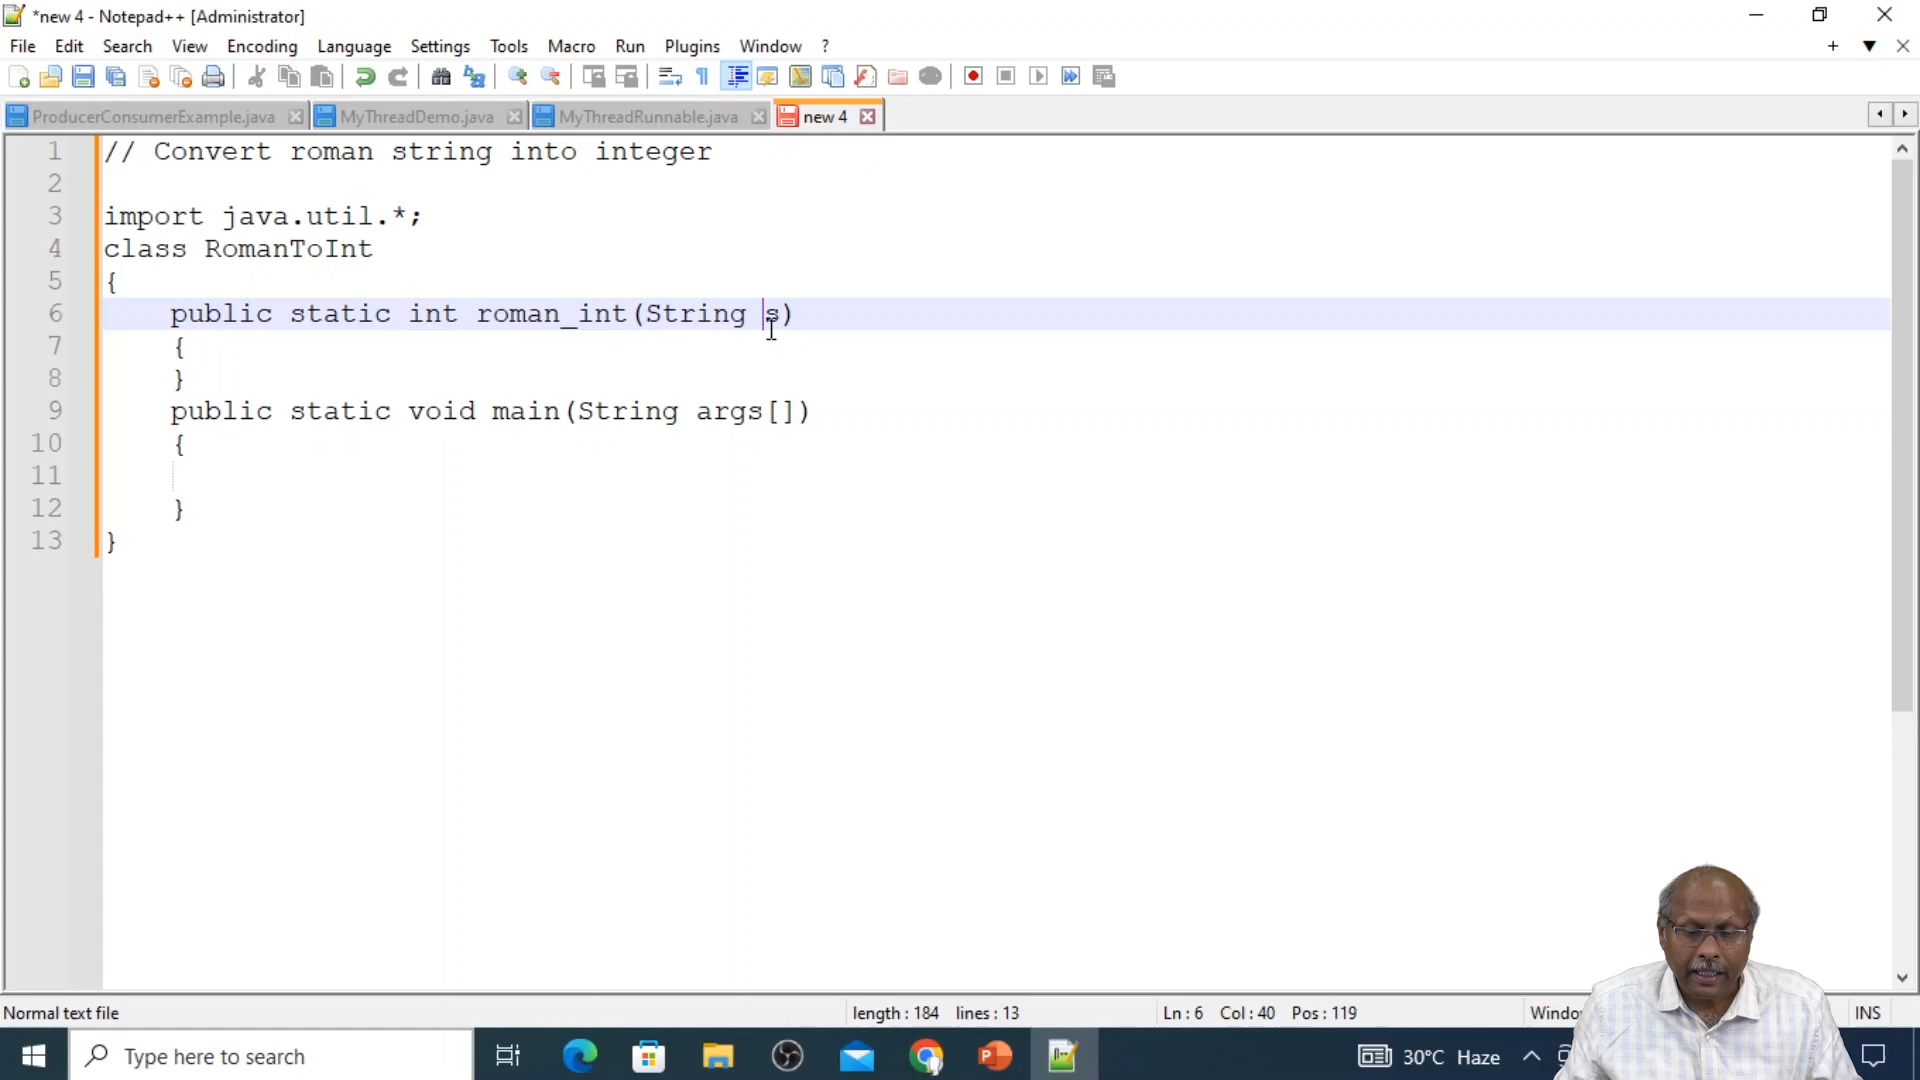 *new 4 - Notepad++ [Administrator]
File Edit Search View Encoding Language Settings Tools Macro Run Plugins Window ?
ProducerConsumerExample.java MyThreadDemo.java MyThreadRunnable.java new 4
1 // Convert roman string into integer
2
3 import java.util.*;
4 class RomanToInt
5 {
6 public static int roman_int(String s)
7 {
8 }
9 public static void main(String args[])
10 {
11
12 }
13 }
Normal text file length : 184 lines : 13 Ln : 6 Col : 40 Pos : 119 INS
Type here to search 30°C Haze